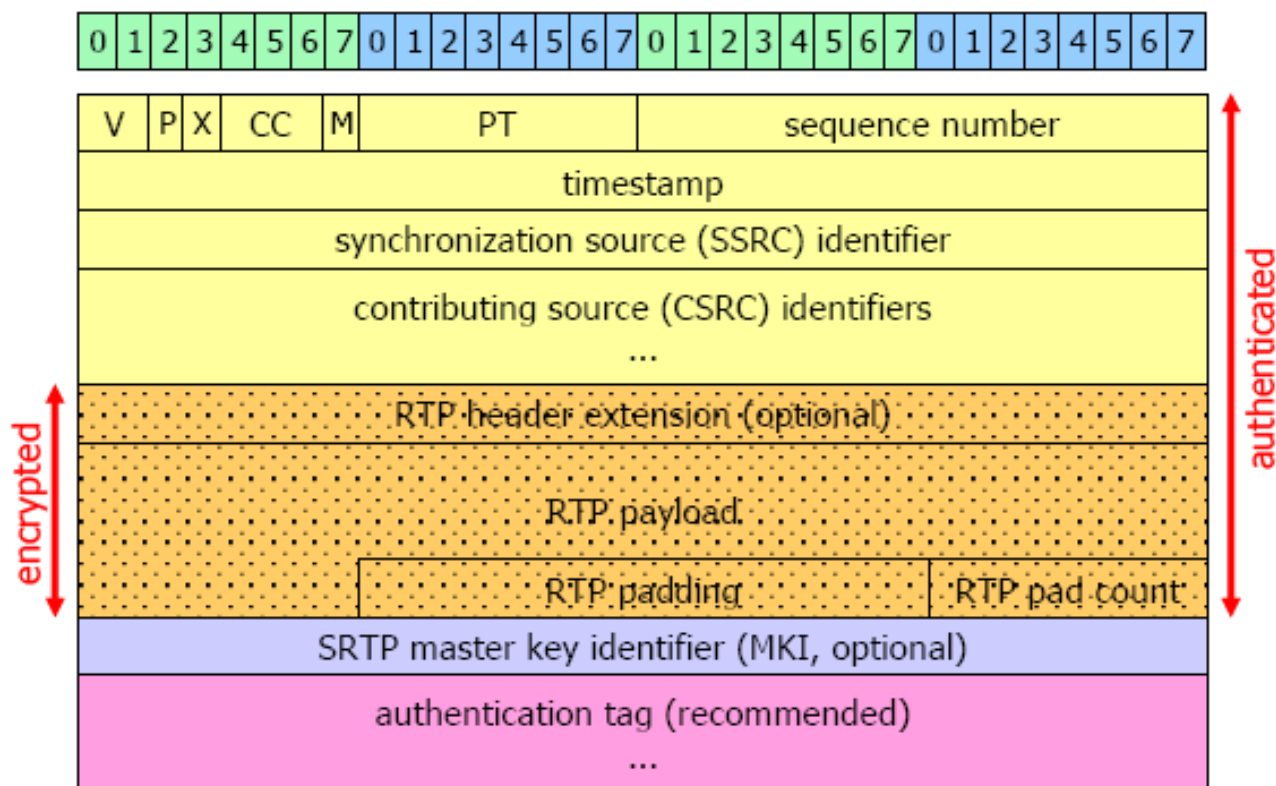 0 1 2 3 4 5 6 7 0 1 2 3 4 5 6 7 0 1 2 3 4 5 6 7 0 1 2 3 4 5 6 7
V P X CC M PT sequence number
timestamp
synchronization source (SSRC) identifier
contributing source (CSRC) identifiers
...
RTP header extension (optional)
RTP payload
RTP padding RTP pad count
SRTP master key identifier (MKI, optional)
authentication tag (recommended)
...
encrypted
authenticated